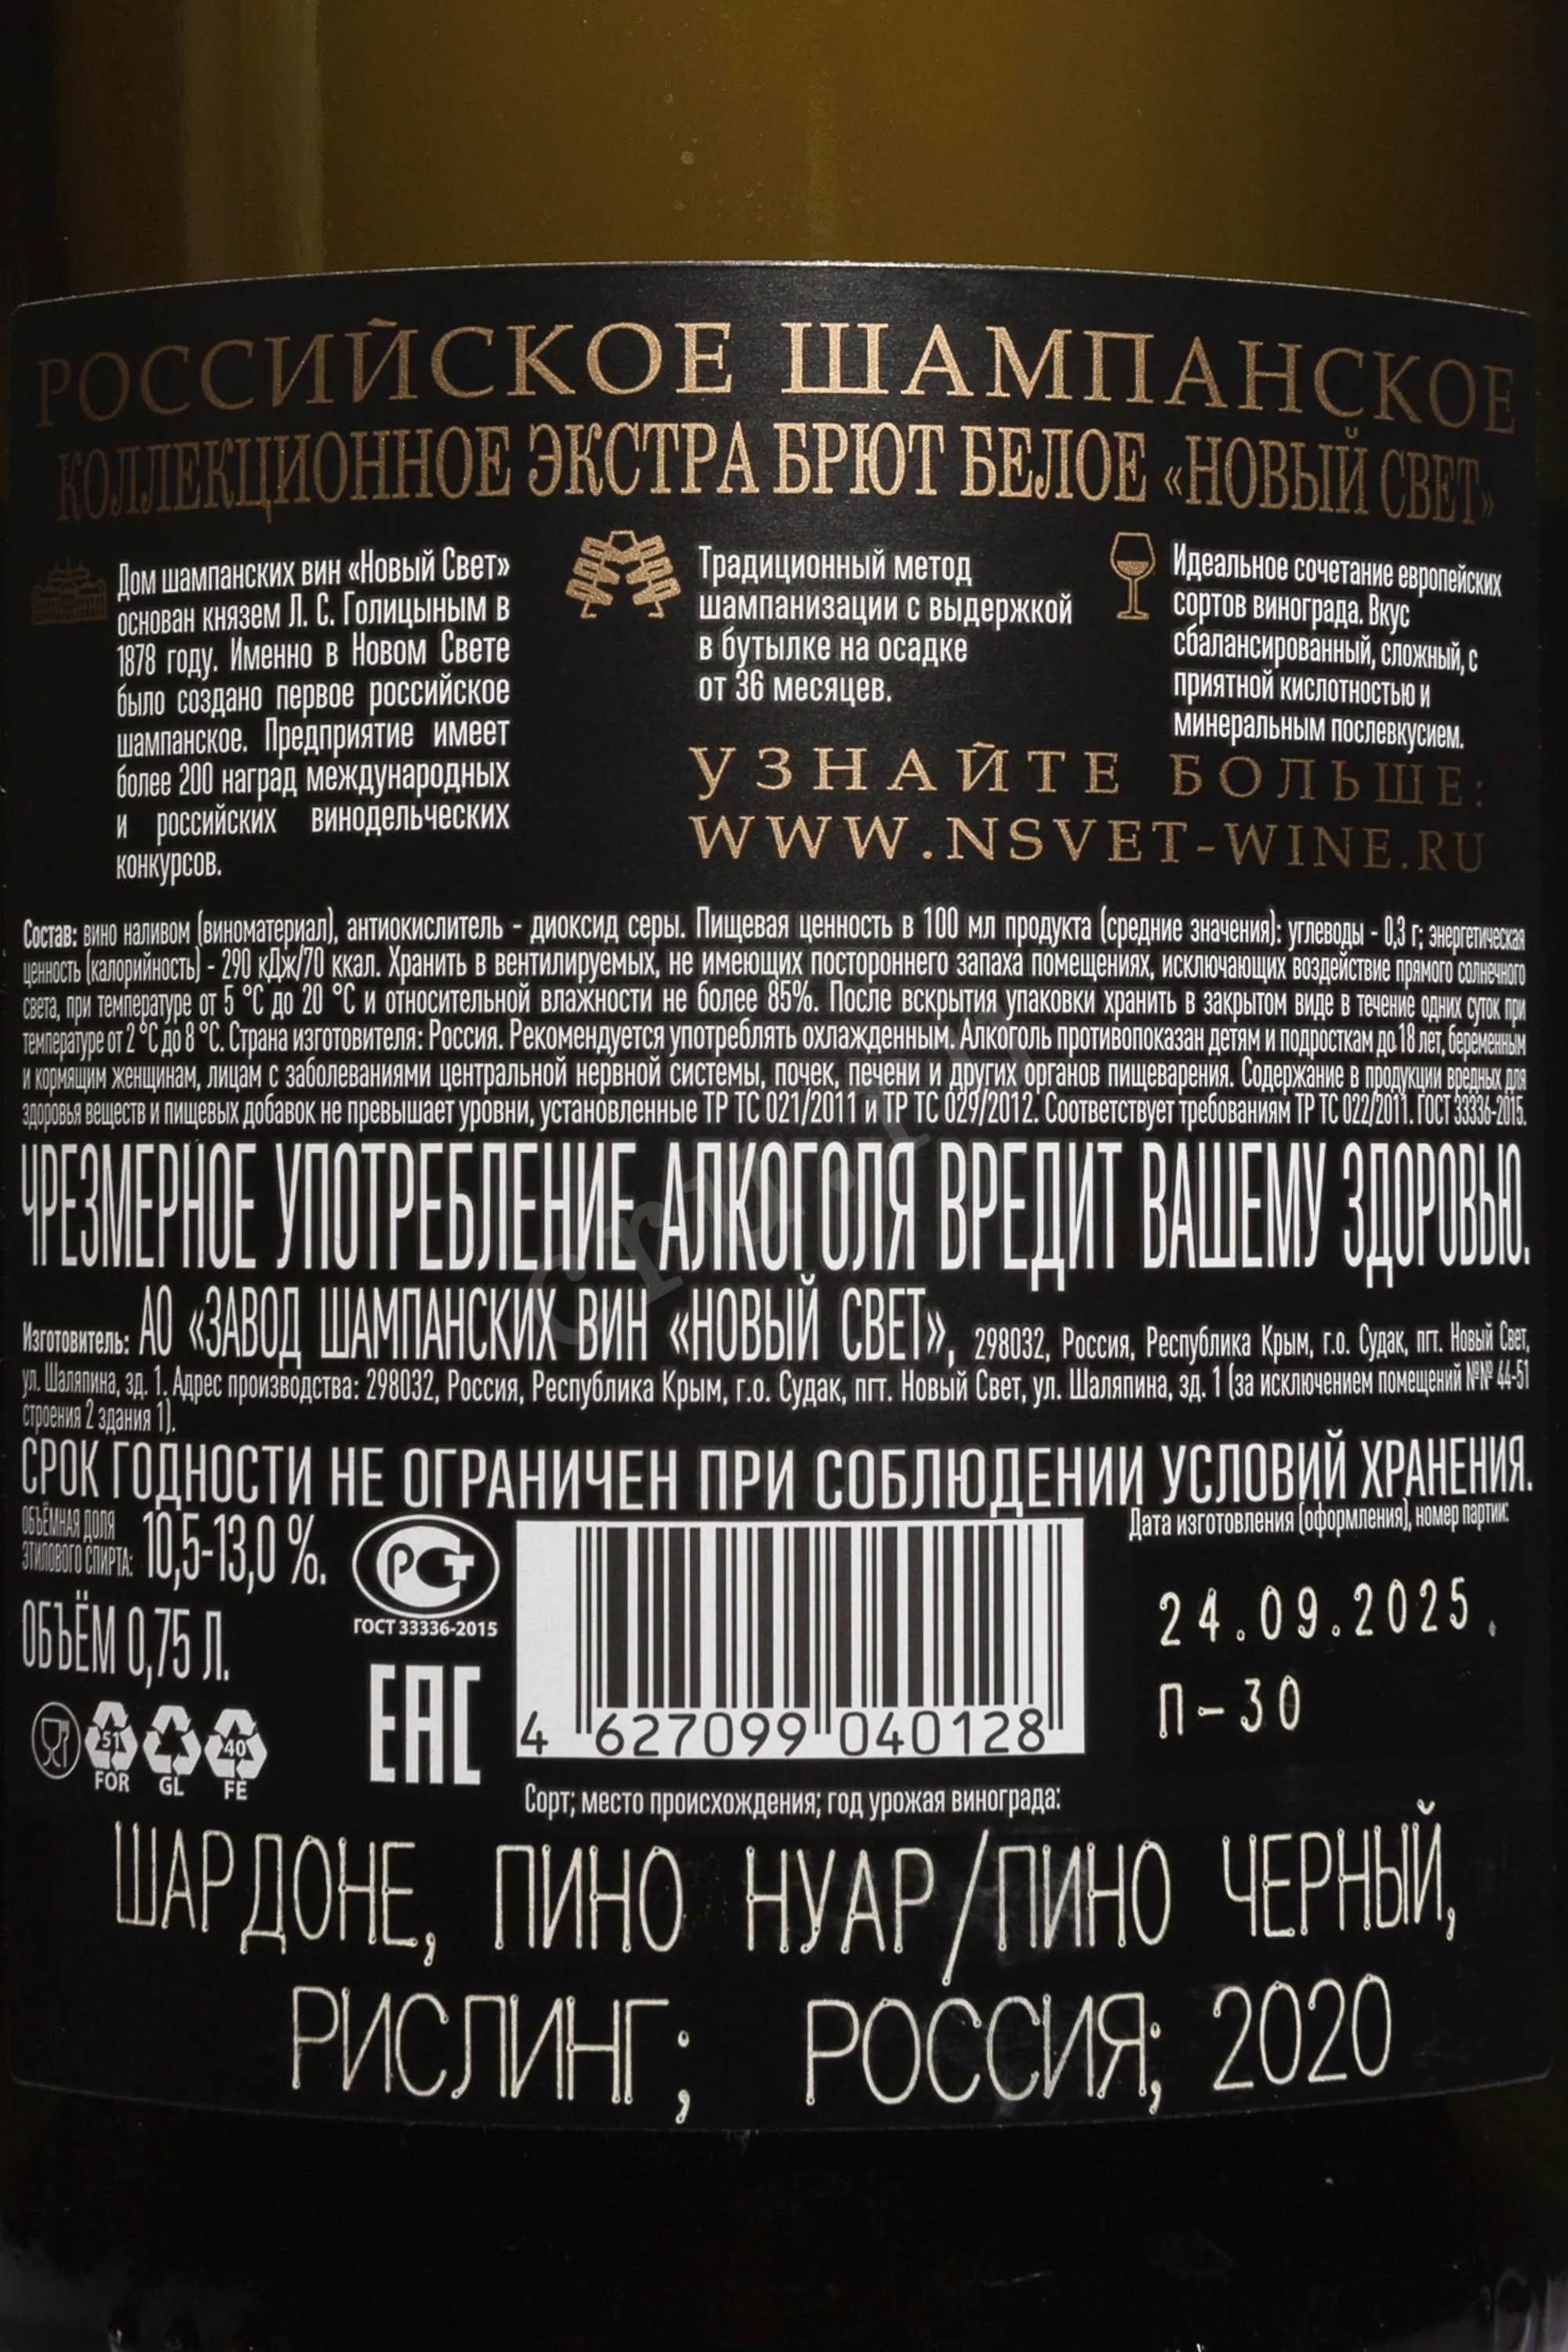 РОССИЙСКОЕ ШАМПАНСКОЕ
КОЛЛЕКЦИОННОЕ ЭКСТРА БРЮТ БЕЛОЕ «НОВЫЙ СВЕТ»
Дом шампанских вин «Новый Свет»
основан князем Л. С. Голицыным в
1878 году. Именно в Новом Свете
было создано первое российское
шампанское. Предприятие имеет
более 200 наград международных
и российских винодельческих
конкурсов.
Традиционный метод
шампанизации с выдержкой
в бутылке на осадке
от 36 месяцев.
Идеальное сочетание европейских
сортов винограда. Вкус
сбалансированный, сложный, с
приятной кислотностью и
минеральным послевкусием.
УЗНАЙТЕ БОЛЬШЕ:
WWW.NSVET-WINE.RU
Состав: вино наливом (виноматериал), антиокислитель - диоксид серы. Пищевая ценность в 100 мл продукта (средние значения): углеводы - 0,3 г; энергетическая
ценность (калорийность) - 290 кДж/70 ккал. Хранить в вентилируемых, не имеющих постороннего запаха помещениях, исключающих воздействие прямого солнечного
света, при температуре от 5 °С до 20 °С и относительной влажности не более 85%. После вскрытия упаковки хранить в закрытом виде в течение одних суток при
температуре от 2 °С до 8 °С. Страна изготовителя: Россия. Рекомендуется употреблять охлажденным. Алкоголь противопоказан детям и подросткам до 18 лет, беременным
и кормящим женщинам, лицам с заболеваниями центральной нервной системы, почек, печени и других органов пищеварения. Содержание в продукции вредных для
здоровья веществ и пищевых добавок не превышает уровни, установленные ТР ТС 021/2011 и ТР ТС 029/2012. Соответствует требованиям ТР ТС 022/2011. ГОСТ 33336-2015.
ЧРЕЗМЕРНОЕ УПОТРЕБЛЕНИЕ АЛКОГОЛЯ ВРЕДИТ ВАШЕМУ ЗДОРОВЬЮ.
Изготовитель: АО «ЗАВОД ШАМПАНСКИХ ВИН «НОВЫЙ СВЕТ», 298032, Россия, Республика Крым, г.о. Судак, пгт. Новый Свет,
ул. Шаляпина, зд. 1. Адрес производства: 298032, Россия, Республика Крым, г.о. Судак, пгт. Новый Свет, ул. Шаляпина, зд. 1 (за исключением помещений №№ 44-51
строения 2 здания 1).
СРОК ГОДНОСТИ НЕ ОГРАНИЧЕН ПРИ СОБЛЮДЕНИИ УСЛОВИЙ ХРАНЕНИЯ.
ОБЪЁМНАЯ ДОЛЯ
ЭТИЛОВОГО СПИРТА: 10,5-13,0 %.
ОБЪЁМ 0,75 Л.
51
FOR
GL
40
FE
РСТ
ГОСТ 33336-2015
ЕАС
4 627099 040128
Дата изготовления (оформления), номер партии:
24.09.2025.
П-30
Сорт; место происхождения; год урожая винограда:
ШАРДОНЕ, ПИНО НУАР/ПИНО ЧЕРНЫЙ,
РИСЛИНГ; РОССИЯ; 2020